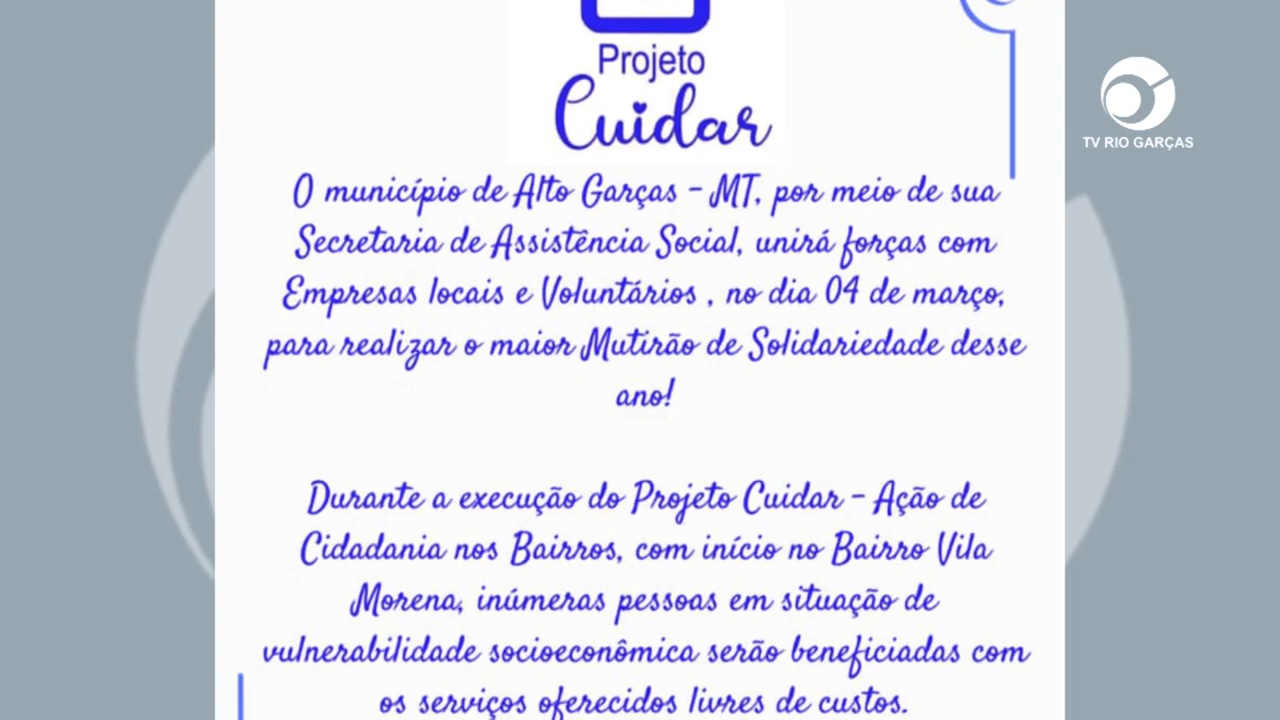 Projeto
Cuidar
TV RIO GARÇAS
O município de Alto Garças - MT, por meio de sua
Secretaria de Assistência Social, unirá forças com
Empresas locais e Voluntários , no dia 04 de março,
para realizar o maior Mutirão de Solidariedade desse
ano!
Durante a execução do Projeto Cuidar - Ação de
Cidadania nos Bairros, com início no Bairro Vila
Morena, inúmeras pessoas em situação de
vulnerabilidade socioeconômica serão beneficiadas com
os serviços oferecidos livres de custos.